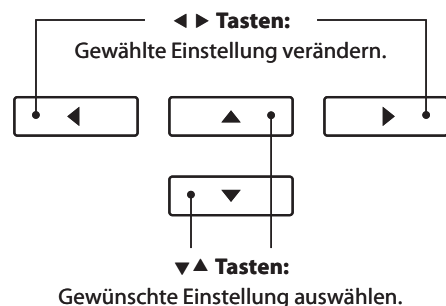 ◀ ▶ Tasten:
Gewählte Einstellung verändern.
◀ ▲ ▶
▼
▼▲ Tasten:
Gewünschte Einstellung auswählen.